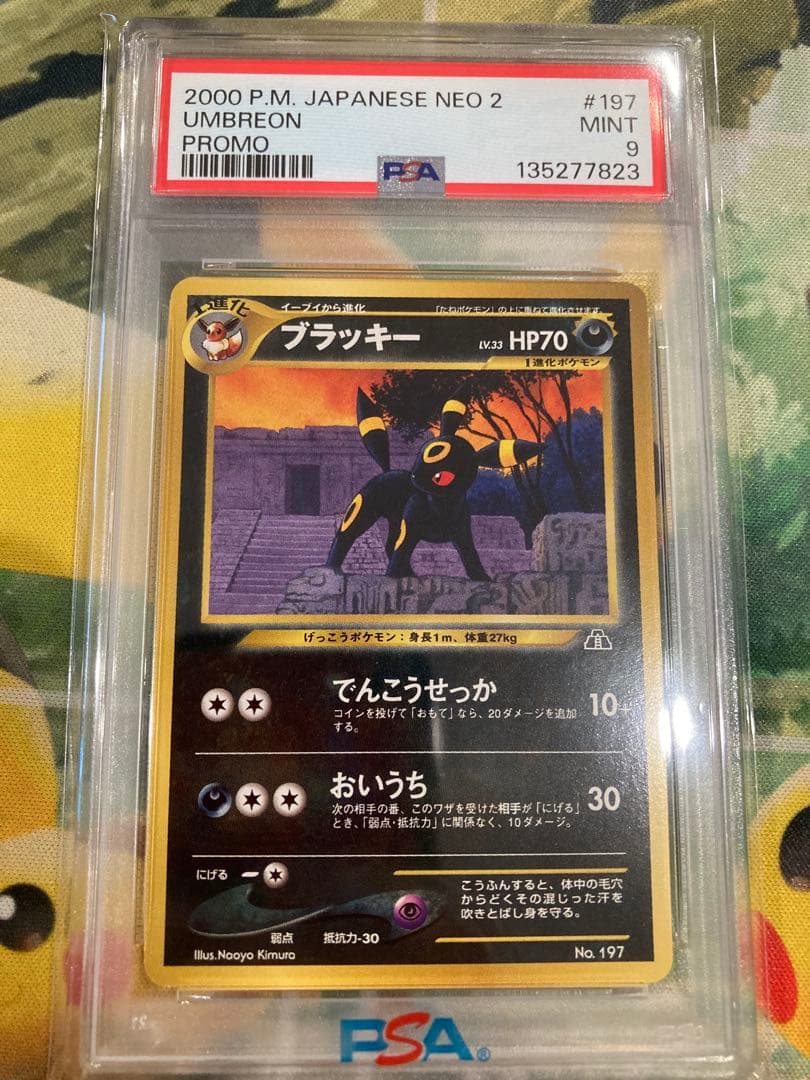 2000 P.M. JAPANESE NEO 2 #197
UMBREON MINT
PROMO 9
PSA 135277823
1進化
イーブイから進化 「たねポケモン」の上に重ねて進化させます。
ブラッキー LV.33 HP70
1進化ポケモン
げっこうポケモン：身長1m、体重27kg
でんこうせっか 10+
コインを投げて「おもて」なら、20ダメージを追加
する。
おいうち 30
次の相手の番、このワザを受けた相手が「にげる」
とき、「弱点・抵抗力」に関係なく、10ダメージ。
にげる
こうふんすると、体中の毛穴
からどくその混じった汗を
吹きとばし身を守る。
弱点 抵抗力-30
Illus.Naoyo Kimura No. 197
PSA®